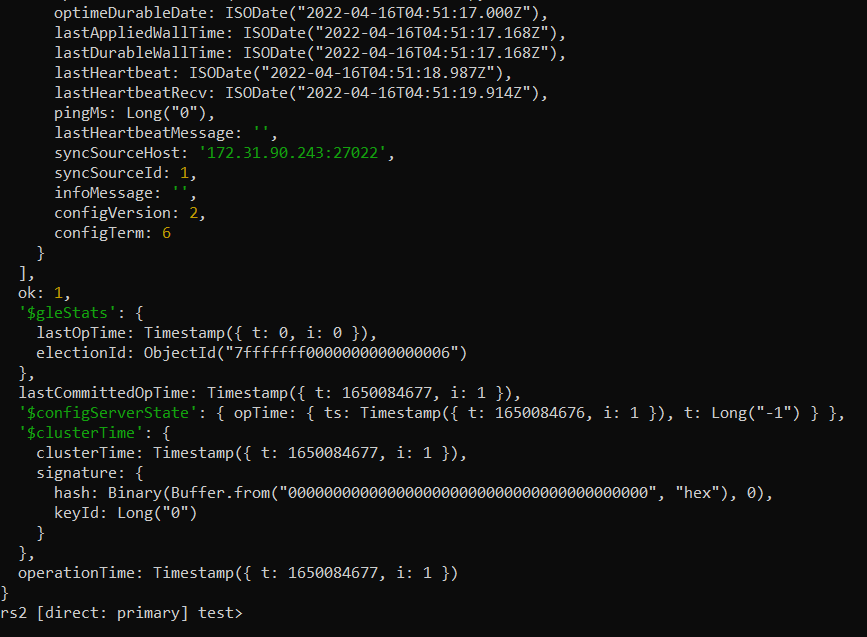 optimeDurableDate: ISODate("2022-04-16T04:51:17.000Z"),
lastAppliedWallTime: ISODate("2022-04-16T04:51:17.168Z"),
lastDurableWallTime: ISODate("2022-04-16T04:51:17.168Z"),
lastHeartbeat: ISODate("2022-04-16T04:51:18.987Z"),
lastHeartbeatRecv: ISODate("2022-04-16T04:51:19.914Z"),
pingMs: Long("0"),
lastHeartbeatMessage: '',
syncSourceHost: '172.31.90.243:27022',
syncSourceId: 1,
infoMessage: '',
configVersion: 2,
configTerm: 6
}
],
ok: 1,
'$gleStats': {
lastOpTime: Timestamp({ t: 0, i: 0 }),
electionId: ObjectId("7fffffff0000000000000006")
},
lastCommittedOpTime: Timestamp({ t: 1650084677, i: 1 }),
'$configServerState': { opTime: { ts: Timestamp({ t: 1650084676, i: 1 }), t: Long("-1") } },
'$clusterTime': {
clusterTime: Timestamp({ t: 1650084677, i: 1 }),
signature: {
hash: Binary(Buffer.from("0000000000000000000000000000000000000000", "hex"), 0),
keyId: Long("0")
}
},
operationTime: Timestamp({ t: 1650084677, i: 1 })
}
rs2 [direct: primary] test>